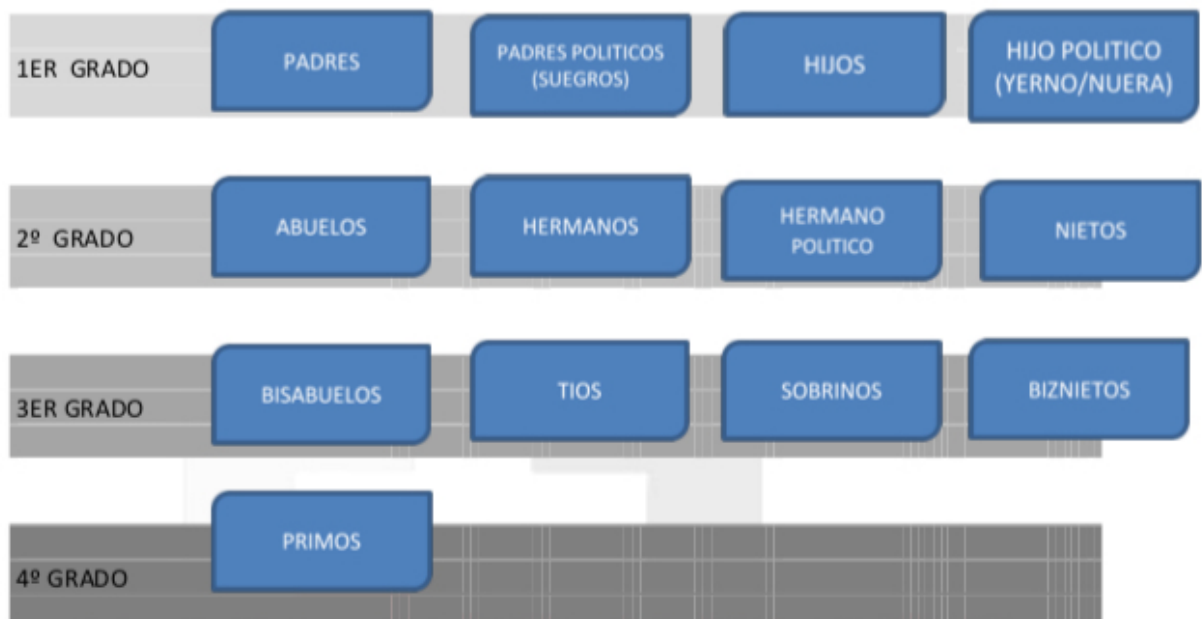 1ER GRADO
PADRES
PADRES POLITICOS
(SUEGROS)
HIJOS
HIJO POLITICO
(YERNO/NUERA)
2º GRADO
ABUELOS
HERMANOS
HERMANO
POLITICO
NIETOS
3ER GRADO
BISABUELOS
TIOS
SOBRINOS
BIZNIETOS
4º GRADO
PRIMOS